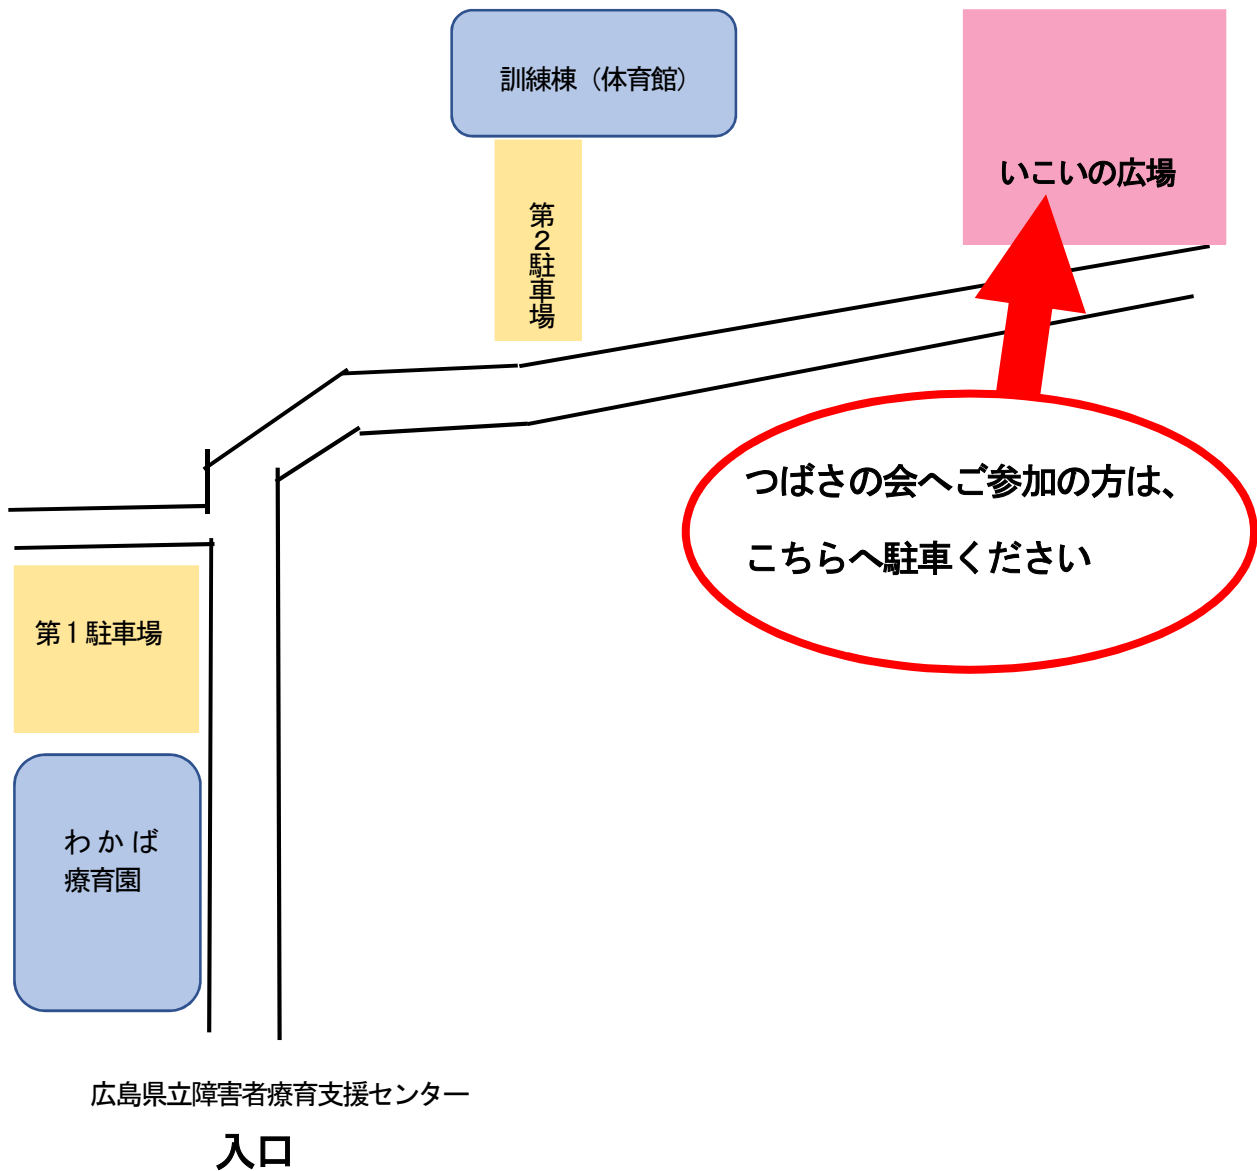 訓練棟（体育館）
いこいの広場
第２駐車場
つばさの会へご参加の方は、
こちらへ駐車ください
第１駐車場
わ か ば
療育園
広島県立障害者療育支援センター
入口